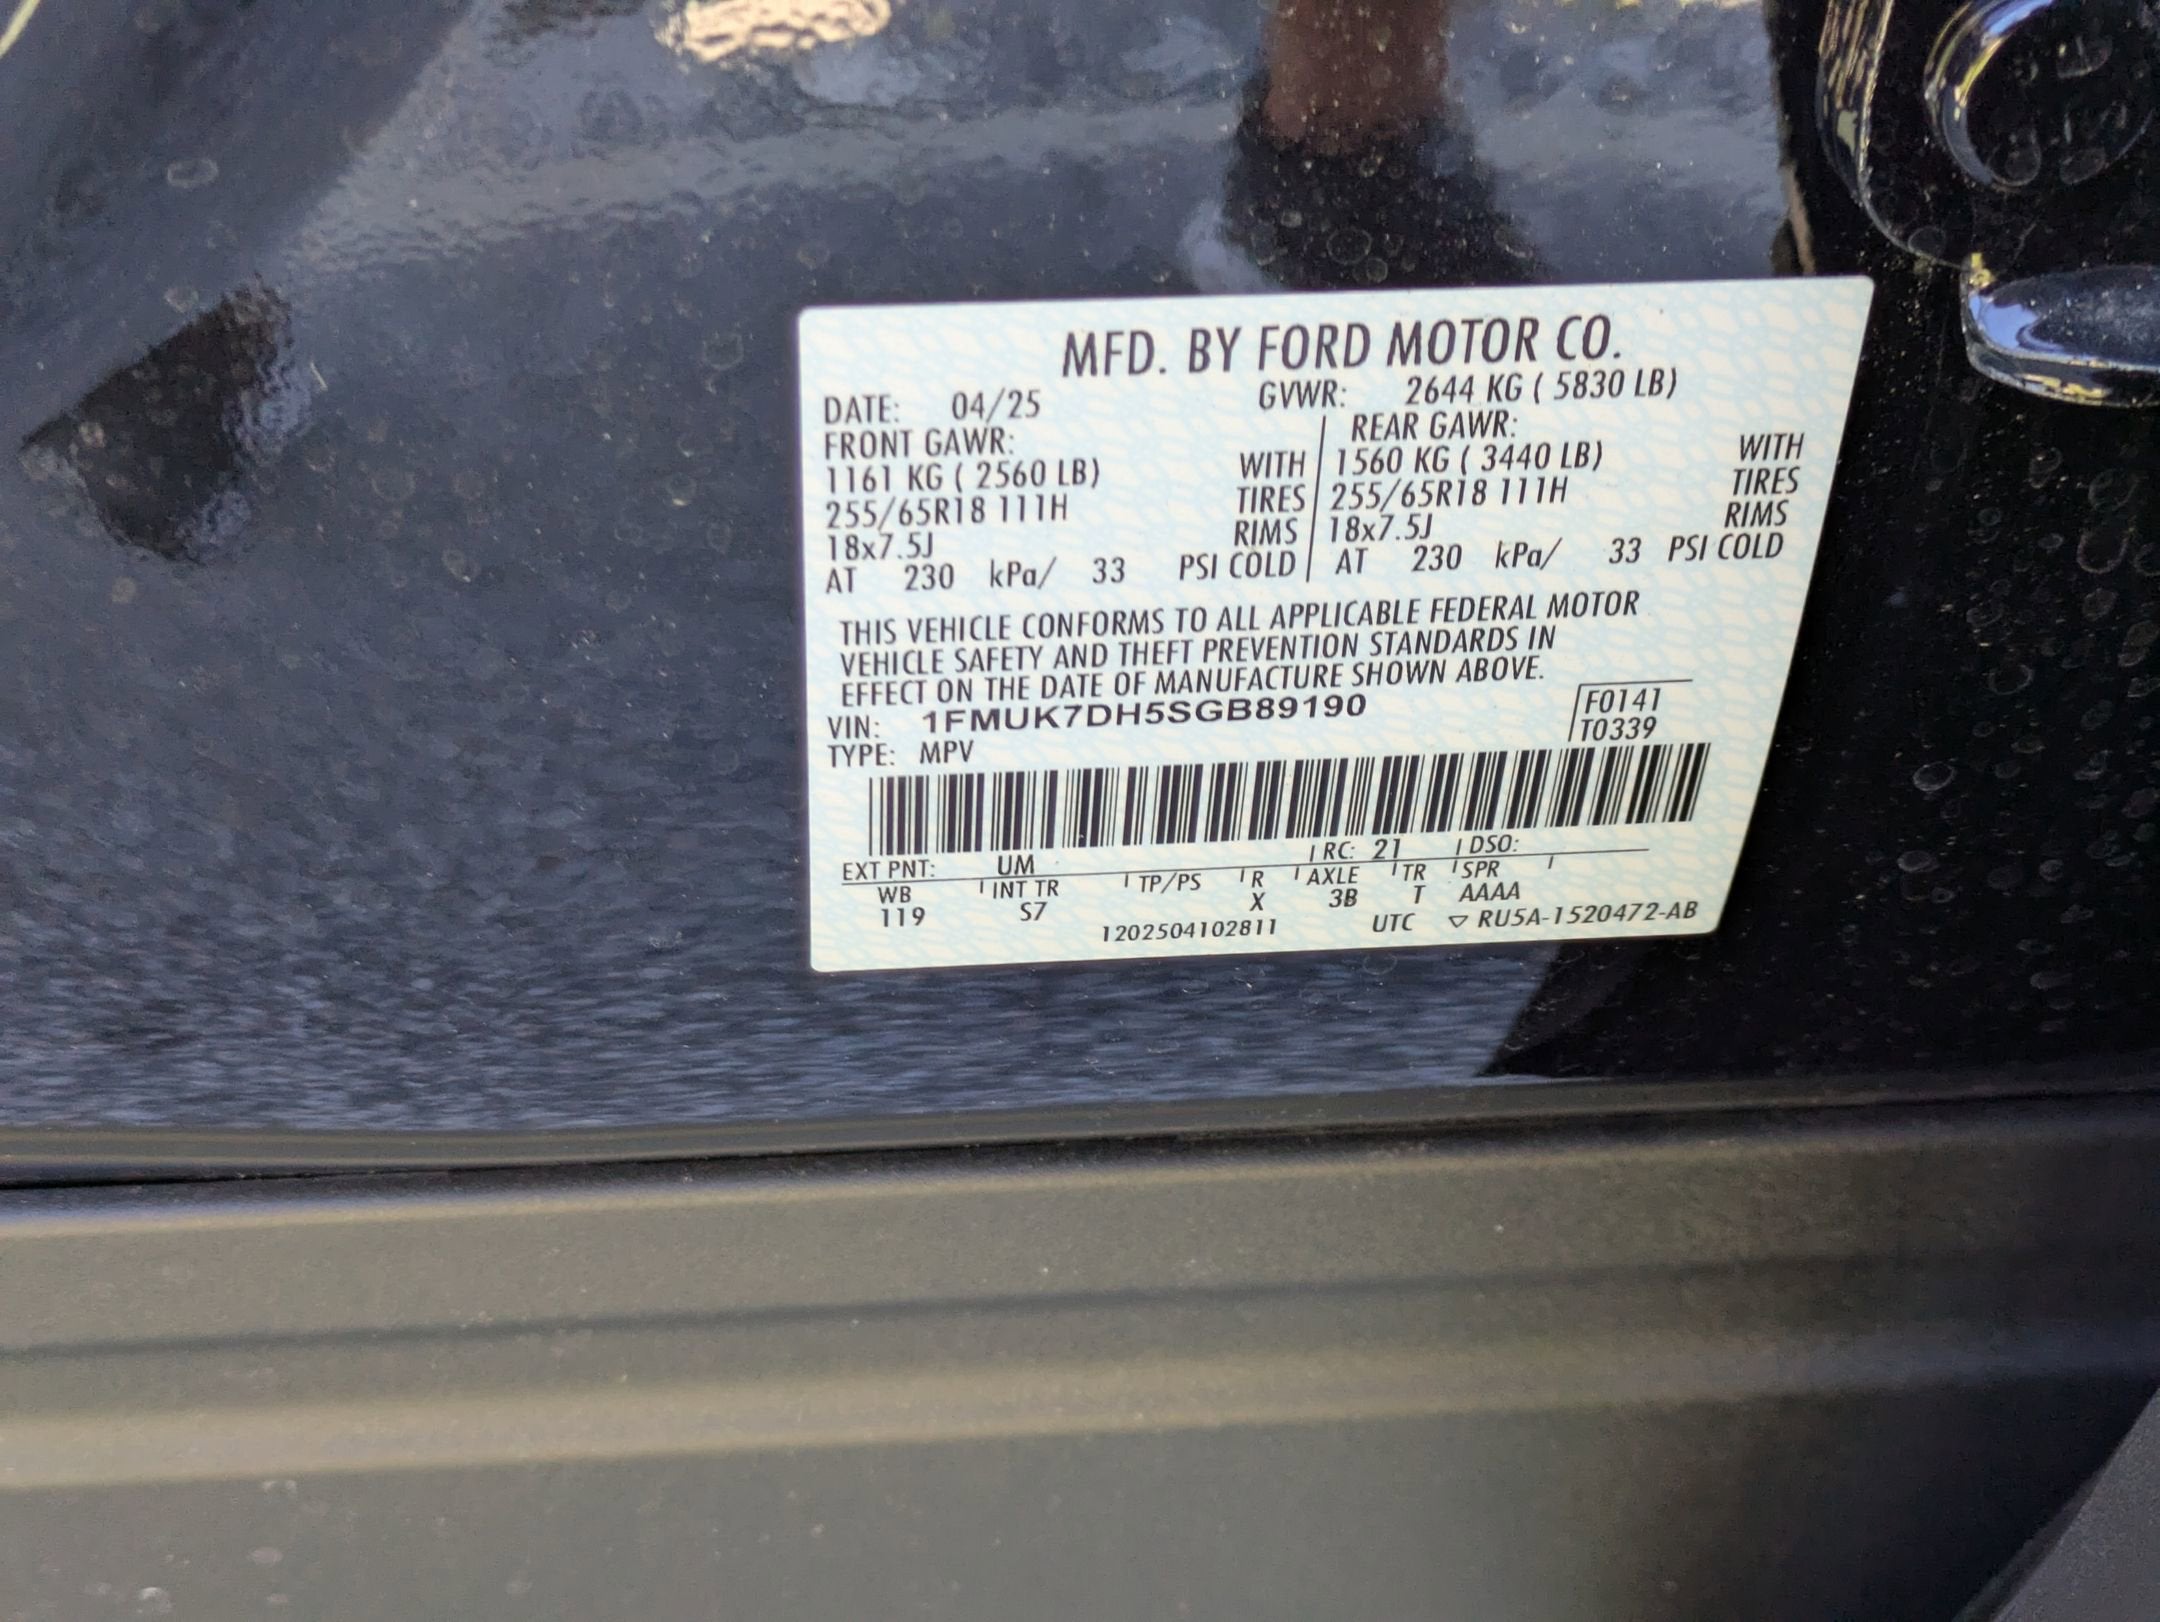 MFD. BY FORD MOTOR CO.
DATE: 04/25 GVWR: 2644 KG ( 5830 LB)
FRONT GAWR: REAR GAWR:
1161 KG ( 2560 LB) WITH 1560 KG ( 3440 LB) WITH
255/65R18 111H TIRES 255/65R18 111H TIRES
18x7.5J RIMS 18x7.5J RIMS
AT 230 kPa/ 33 PSI COLD AT 230 kPa/ 33 PSI COLD
THIS VEHICLE CONFORMS TO ALL APPLICABLE FEDERAL MOTOR
VEHICLE SAFETY AND THEFT PREVENTION STANDARDS IN
EFFECT ON THE DATE OF MANUFACTURE SHOWN ABOVE.
VIN: 1FMUK7DH5SGB89190 F0141
TYPE: MPV T0339
EXT PNT: UM RC: 21 DSO:
WB INT TR TP/PS R AXLE TR SPR
119 S7 X 3B T AAAA
1202504102811 UTC ▽ RU5A-1520472-AB